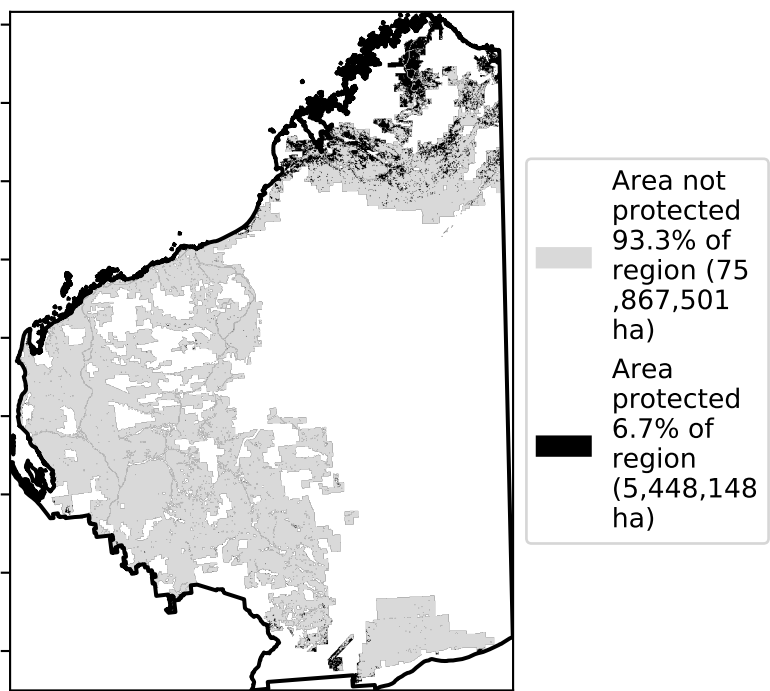 Area not
protected
93.3% of
region (75
,867,501
ha)
Area
protected
6.7% of
region
(5,448,148
ha)